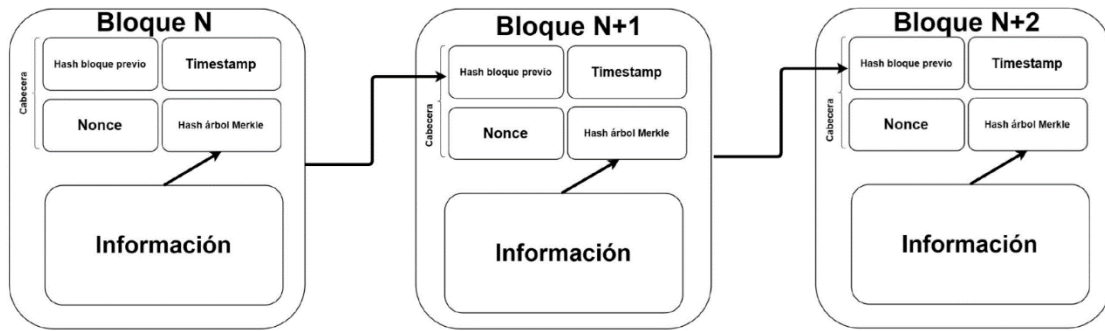 Bloque N
Cabecera
Hash bloque previo
Timestamp
Nonce
Hash árbol Merkle
Información
Bloque N+1
Cabecera
Hash bloque previo
Timestamp
Nonce
Hash árbol Merkle
Información
Bloque N+2
Cabecera
Hash bloque previo
Timestamp
Nonce
Hash árbol Merkle
Información